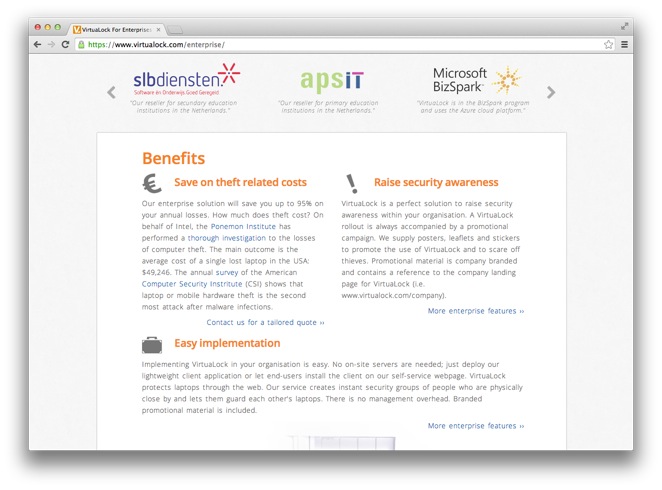 VirtuaLock For Enterprises
https://www.virtualock.com/enterprise/
slbdiensten.
Software én Onderwijs.Goed Geregeld
"Our reseller for secundary education
institutions in the Netherlands."
apsIT
"Our reseller for primary education
institutions in the Netherlands."
Microsoft
BizSpark
"VirtuaLock is in the BizSpark program
and uses the Azure cloud platform."
Benefits
€ Save on theft related costs
Our enterprise solution will save you up to 95% on
your annual losses. How much does theft cost? On
behalf of Intel, the Ponemon Institute has
performed a thorough investigation to the losses
of computer theft. The main outcome is the
average cost of a single lost laptop in the USA:
$49,246. The annual survey of the American
Computer Security Institute (CSI) shows that
laptop or mobile hardware theft is the second
most attack after malware infections.
Contact us for a tailored quote ››
! Raise security awareness
VirtuaLock is a perfect solution to raise security
awareness within your organisation. A VirtuaLock
rollout is always accompanied by a promotional
campaign. We supply posters, leaflets and stickers
to promote the use of VirtuaLock and to scare off
thieves. Promotional material is company branded
and contains a reference to the company landing
page for VirtuaLock (i.e.
www.virtualock.com/company).
More enterprise features ››
Easy implementation
Implementing VirtuaLock in your organisation is easy. No on-site servers are needed; just deploy our
lightweight client application or let end-users install the client on our self-service webpage. VirtuaLock
protects laptops through the web. Our service creates instant security groups of people who are physically
close by and lets them guard each other's laptops. There is no management overhead. Branded
promotional material is included.
More enterprise features ››